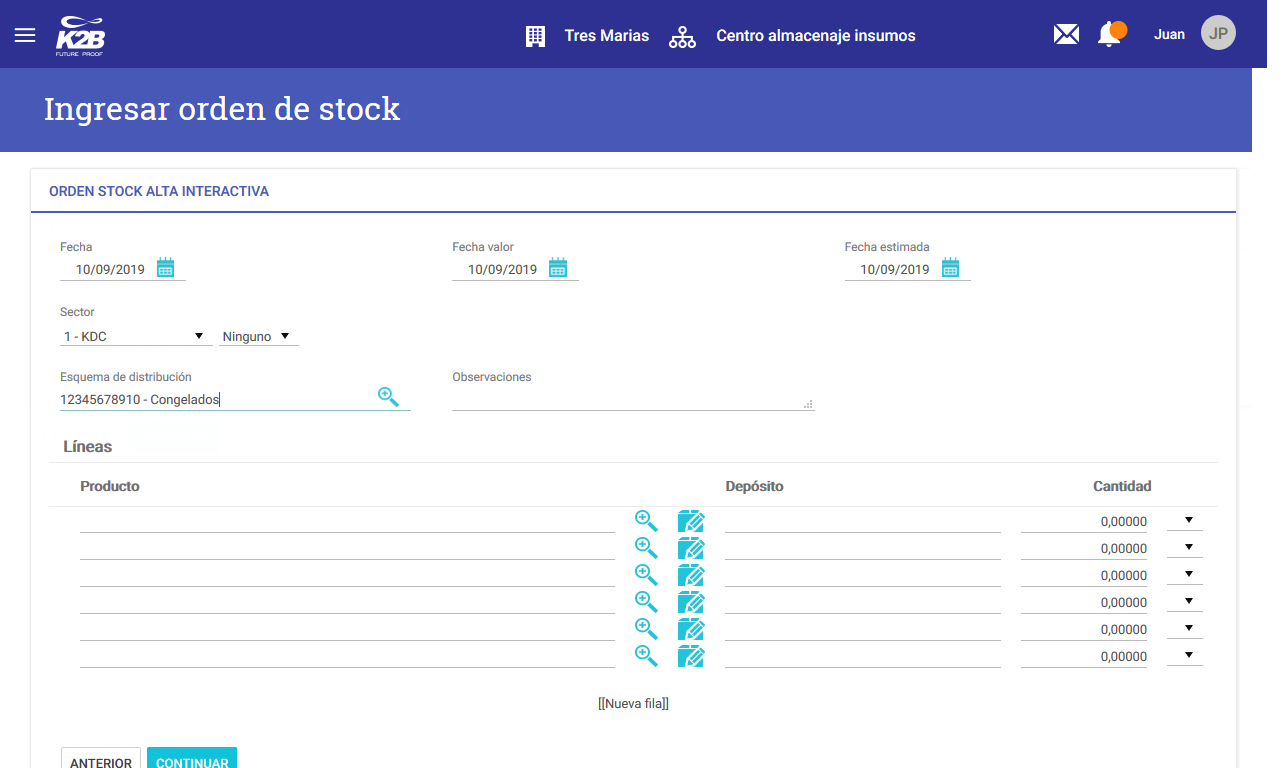 K2B
FUTURE PROOF
Tres Marias
Centro almacenaje insumos
Juan
JP
Ingresar orden de stock
ORDEN STOCK ALTA INTERACTIVA
Fecha
Fecha valor
Fecha estimada
10/09/2019
10/09/2019
10/09/2019
Sector
1 - KDC
Ninguno
Esquema de distribución
Observaciones
12345678910 - Congelados
Líneas
Producto
Depósito
Cantidad
0,00000
0,00000
0,00000
0,00000
0,00000
0,00000
[[Nueva fila]]
ANTERIOR
CONTINUAR